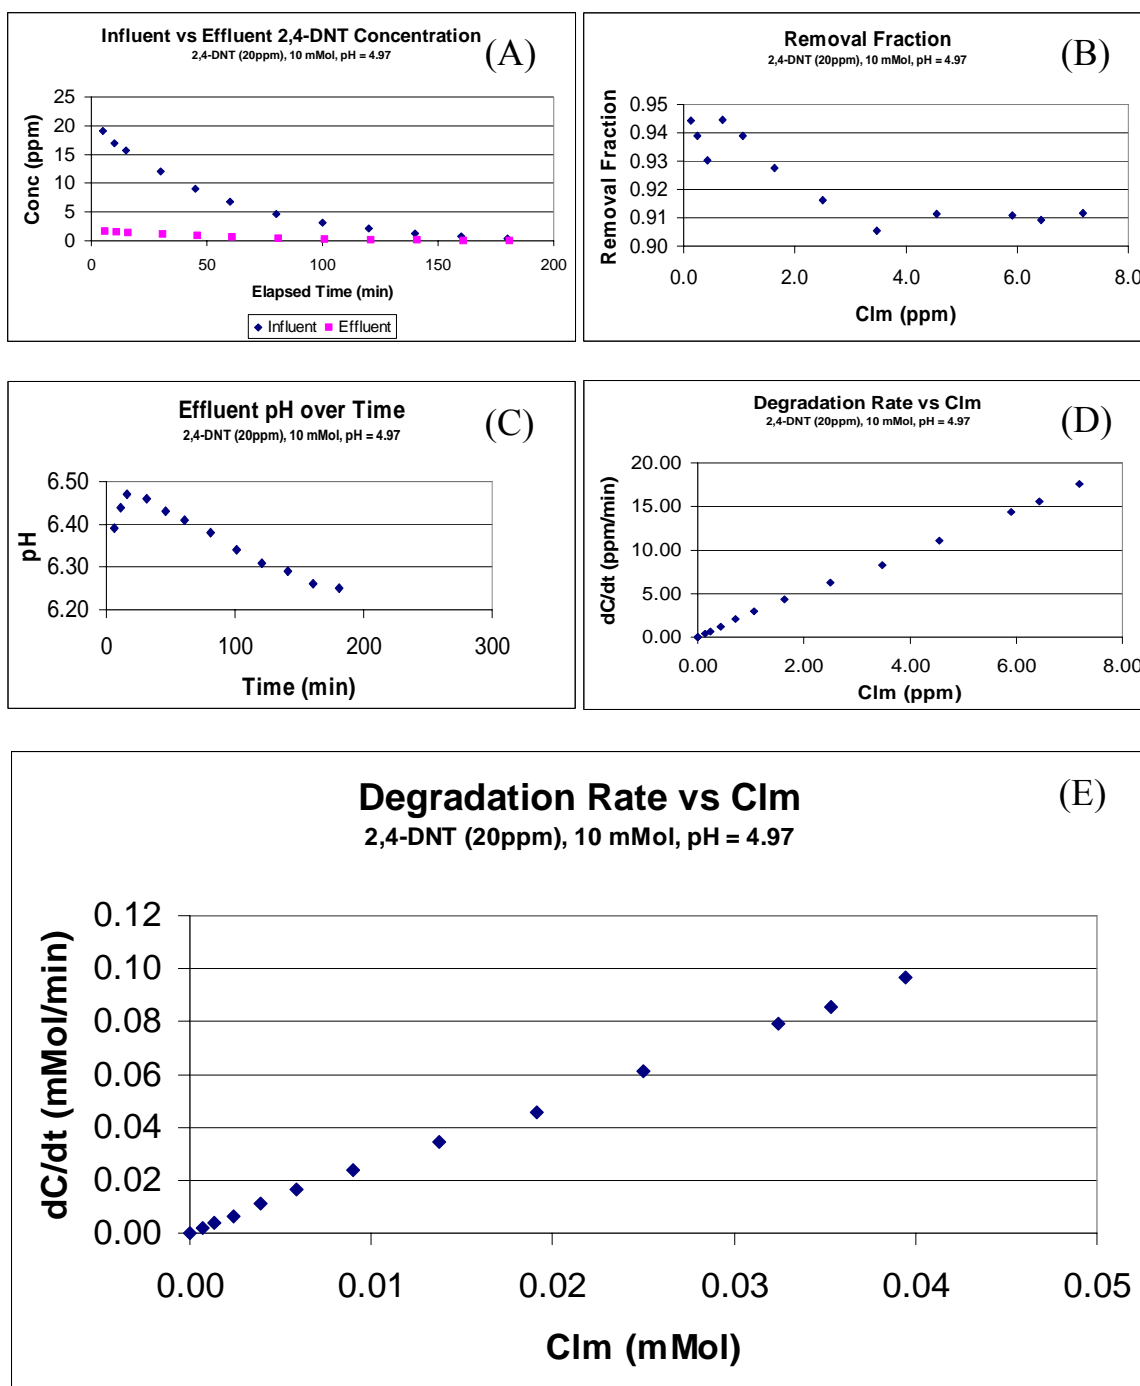 Influent vs Effluent 2,4-DNT Concentration
2,4-DNT (20ppm), 10 mMol, pH = 4.97
(A)
25
20
15
10
5
0
Conc (ppm)
0 50 100 150 200
Elapsed Time (min)
Influent Effluent
Removal Fraction
2,4-DNT (20ppm), 10 mMol, pH = 4.97
(B)
0.95
0.94
0.93
0.92
0.91
0.90
Removal Fraction
0.0 2.0 4.0 6.0 8.0
Clm (ppm)
Effluent pH over Time
2,4-DNT (20ppm), 10 mMol, pH = 4.97
(C)
6.50
6.40
6.30
6.20
pH
0 100 200 300
Time (min)
Degradation Rate vs Clm
2,4-DNT (20ppm), 10 mMol, pH = 4.97
(D)
20.00
15.00
10.00
5.00
0.00
dC/dt (ppm/min)
0.00 2.00 4.00 6.00 8.00
Clm (ppm)
Degradation Rate vs Clm
2,4-DNT (20ppm), 10 mMol, pH = 4.97
(E)
0.12
0.10
0.08
0.06
0.04
0.02
0.00
dC/dt (mMol/min)
0.00 0.01 0.02 0.03 0.04 0.05
Clm (mMol)